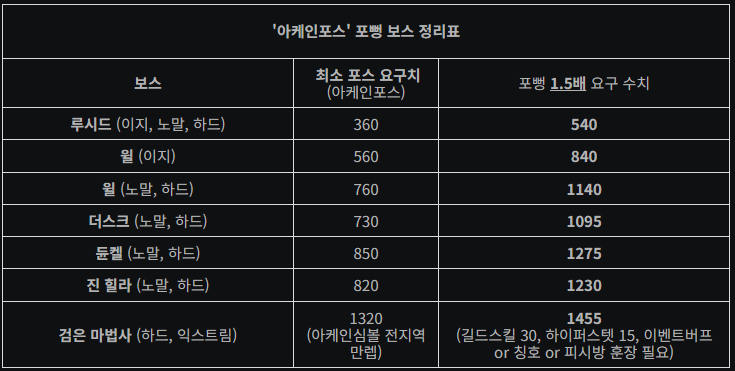 '아케인포스' 포뻥 보스 정리표
보스
최소 포스 요구치
(아케인포스)
포뻥 1.5배 요구 수치
루시드 (이지, 노말, 하드)
360
540
윌 (이지)
560
840
윌 (노말, 하드)
760
1140
더스크 (노말, 하드)
730
1095
듄켈 (노말, 하드)
850
1275
진 힐라 (노말, 하드)
820
1230
검은 마법사 (하드, 익스트림)
1320
(아케인심볼 전지역
만렙)
1455
(길드스킬 30, 하이퍼스텟 15, 이벤트버프
or 칭호 or 피시방 훈장 필요)